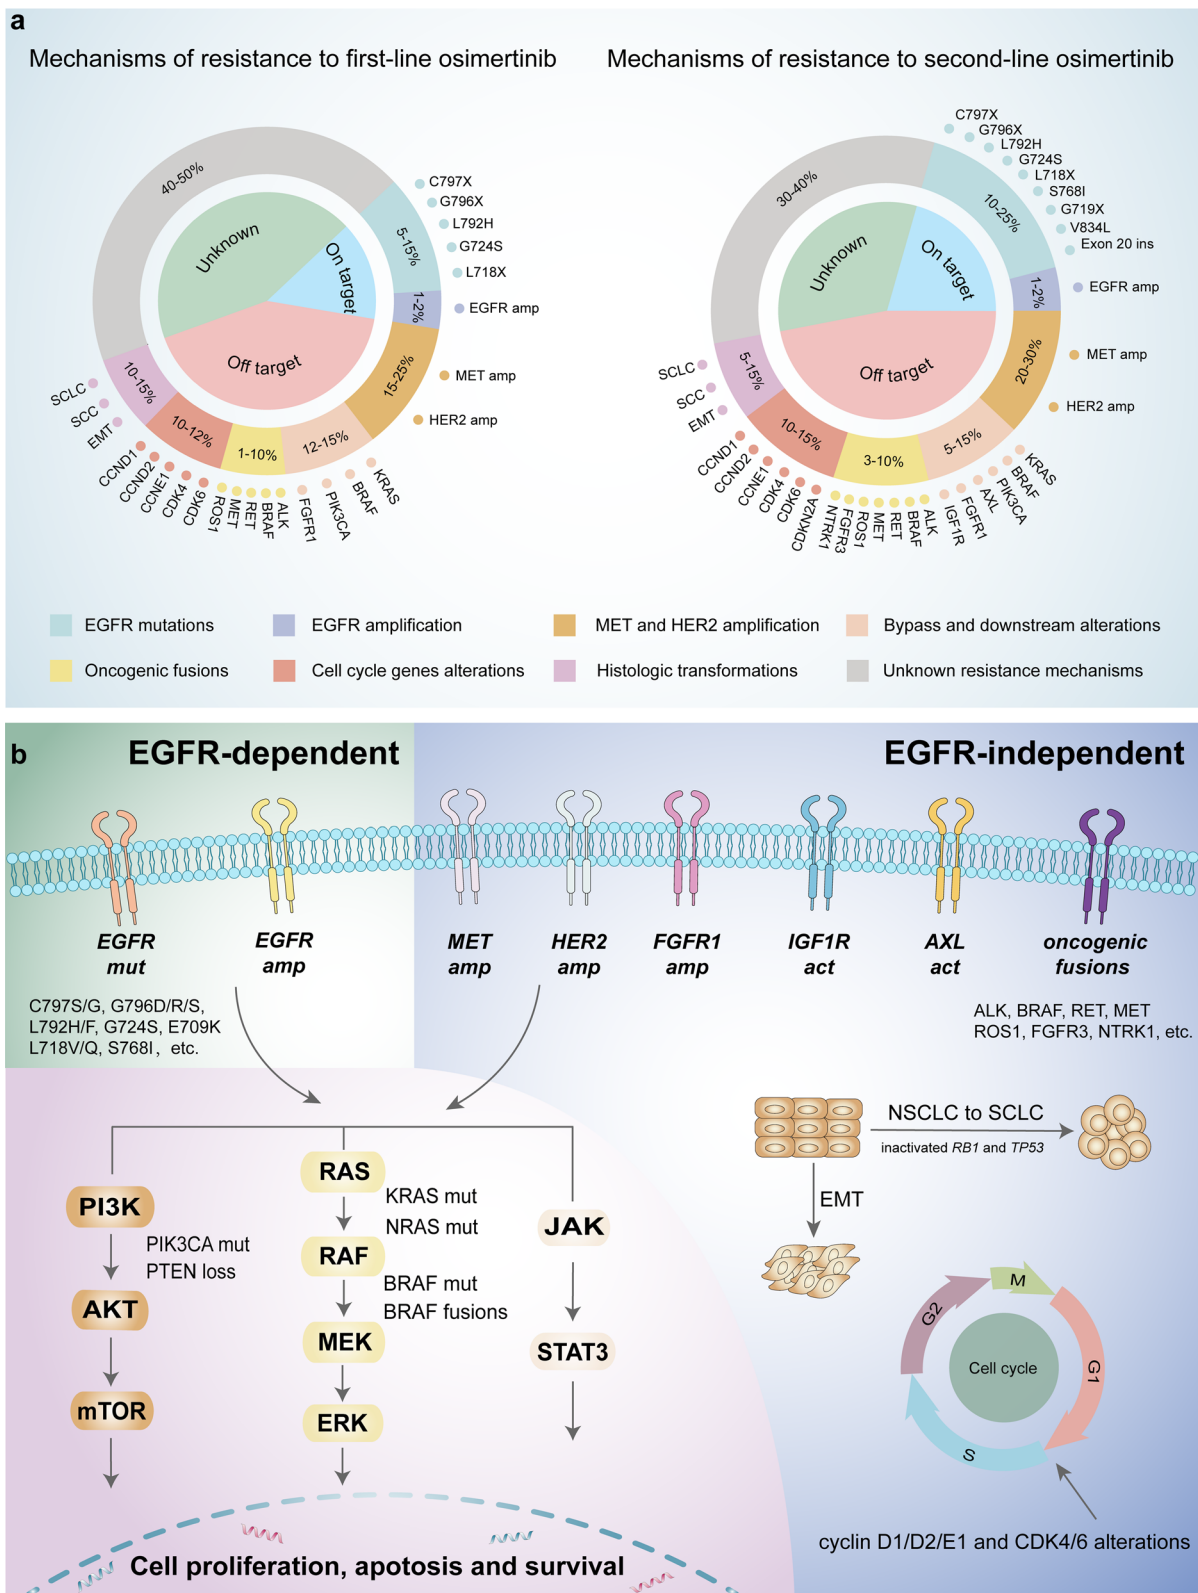 a
Mechanisms of resistance to first-line osimertinib
40-50%
5-15%
1-2%
15-25%
12-15%
1-10%
10-12%
10-15%
Unknown
On target
Off target
C797X
G796X
L792H
G724S
L718X
EGFR amp
MET amp
HER2 amp
KRAS
BRAF
PIK3CA
FGFR1
ALK
BRAF
RET
MET
ROS1
CDK6
CDK4
CCNE1
CCND2
CCND1
EMT
SCC
SCLC
Mechanisms of resistance to second-line osimertinib
30-40%
10-25%
1-2%
20-30%
5-15%
3-10%
10-15%
5-15%
Unknown
On target
Off target
C797X
G796X
L792H
G724S
L718X
S768I
G719X
V834L
Exon 20 ins
EGFR amp
MET amp
HER2 amp
KRAS
BRAF
PIK3CA
AXL
FGFR1
IGF1R
ALK
BRAF
RET
MET
ROS1
FGFR3
NTRK1
CDKN2A
CDK6
CDK4
CCNE1
CCND2
CCND1
EMT
SCC
SCLC
EGFR mutations
EGFR amplification
MET and HER2 amplification
Bypass and downstream alterations
Oncogenic fusions
Cell cycle genes alterations
Histologic transformations
Unknown resistance mechanisms
b
EGFR-dependent
EGFR-independent
EGFR
mut
EGFR
amp
MET
amp
HER2
amp
FGFR1
amp
IGF1R
act
AXL
act
oncogenic
fusions
C797S/G, G796D/R/S,
L792H/F, G724S, E709K
L718V/Q, S768I, etc.
ALK, BRAF, RET, MET
ROS1, FGFR3, NTRK1, etc.
PI3K
PIK3CA mut
PTEN loss
AKT
mTOR
RAS
KRAS mut
NRAS mut
RAF
BRAF mut
BRAF fusions
MEK
ERK
JAK
STAT3
NSCLC to SCLC
inactivated RB1 and TP53
EMT
M
G1
S
G2
Cell cycle
cyclin D1/D2/E1 and CDK4/6 alterations
Cell proliferation, apotosis and survival